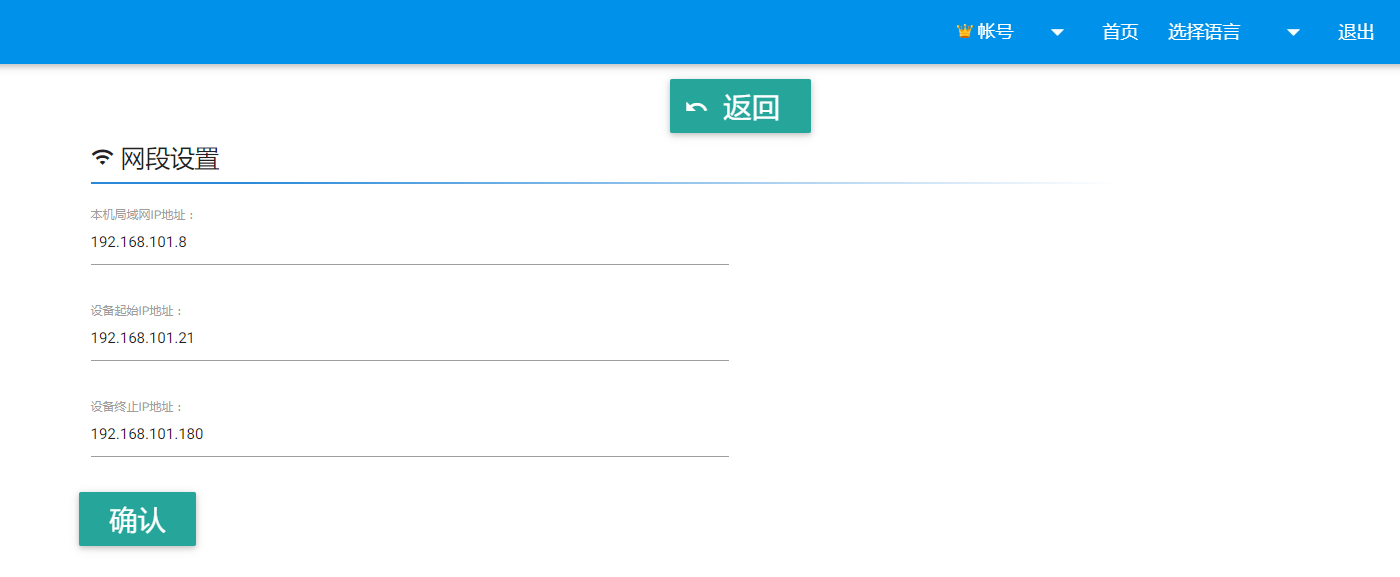 帐号 首页 选择语言 退出
返回
网段设置
本机局域网IP地址：
192.168.101.8
设备起始IP地址：
192.168.101.21
设备终止IP地址：
192.168.101.180
确认